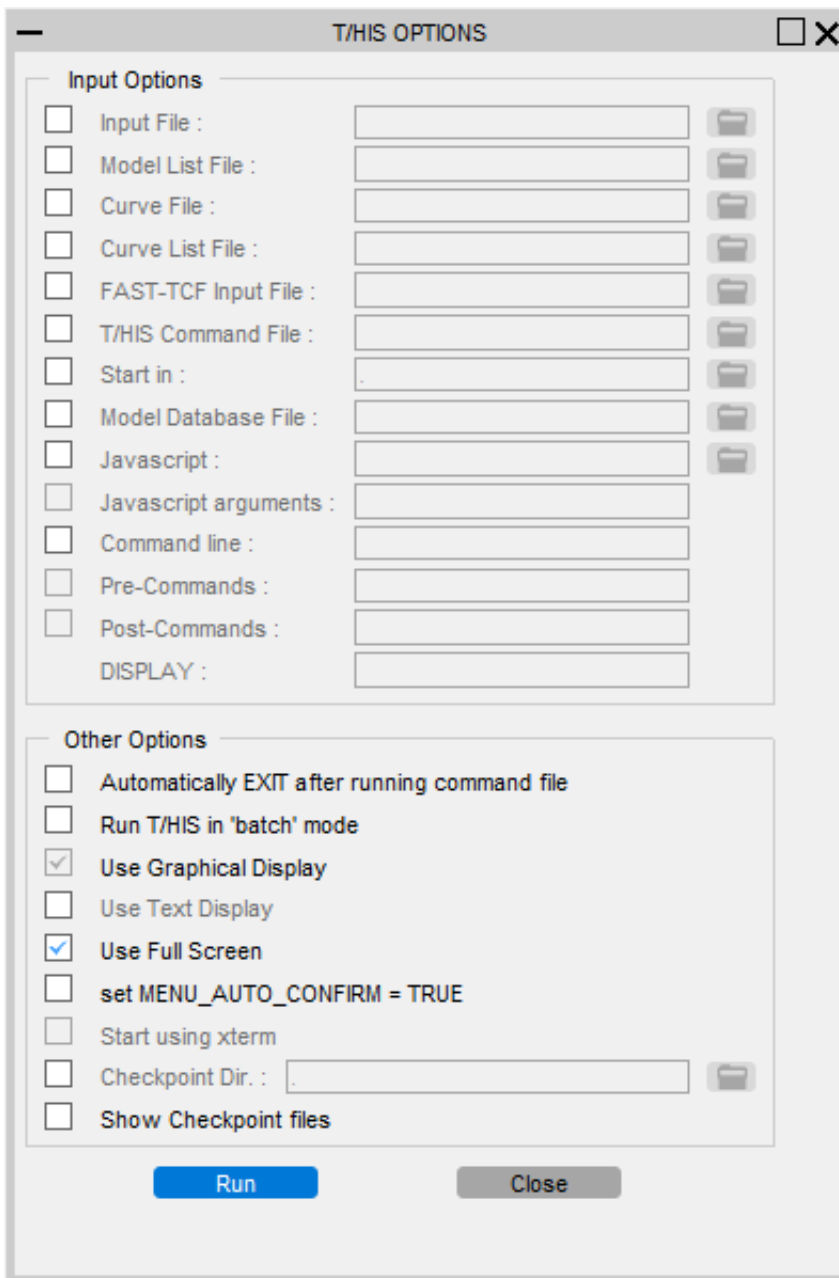 T/HIS OPTIONS
Input Options
Input File :
Model List File :
Curve File :
Curve List File :
FAST-TCF Input File :
T/HIS Command File :
Start in : .
Model Database File :
Javascript :
Javascript arguments :
Command line :
Pre-Commands :
Post-Commands :
DISPLAY :
Other Options
Automatically EXIT after running command file
Run T/HIS in 'batch' mode
Use Graphical Display
Use Text Display
Use Full Screen
set MENU_AUTO_CONFIRM = TRUE
Start using xterm
Checkpoint Dir. : .
Show Checkpoint files
Run Close